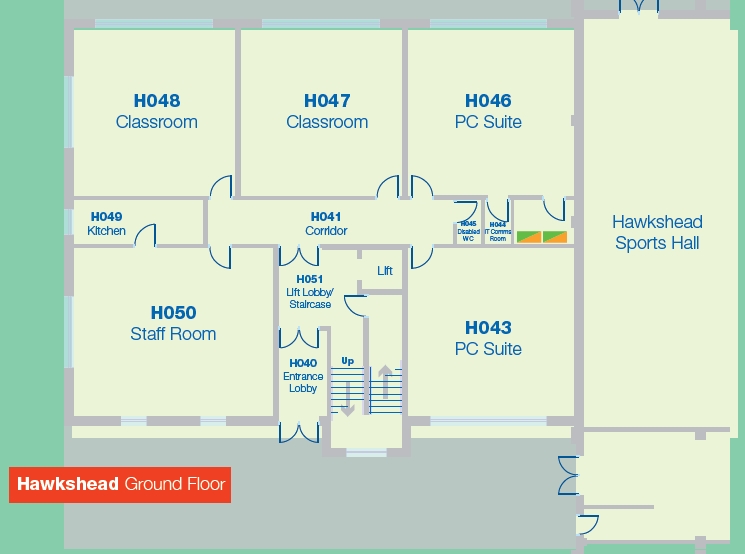 H048
Classroom
H047
Classroom
H046
PC Suite
H049
Kitchen
H041
Corridor
H045
Disabled
WC
H044
IT Comms
Room
Hawkshead
Sports Hall
H051
Lift Lobby/
Staircase
Lift
H050
Staff Room
H043
PC Suite
H040
Entrance
Lobby
Up
Hawkshead Ground Floor